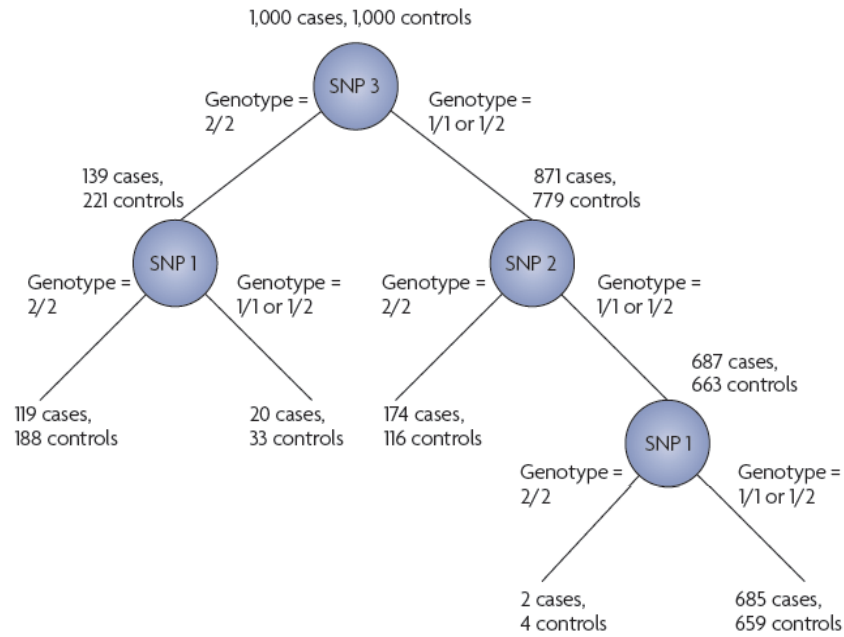 1,000 cases, 1,000 controls
SNP 3
Genotype =
2/2
Genotype =
1/1 or 1/2
139 cases,
221 controls
871 cases,
779 controls
SNP 1
SNP 2
Genotype =
2/2
Genotype =
1/1 or 1/2
Genotype =
2/2
Genotype =
1/1 or 1/2
687 cases,
663 controls
119 cases,
188 controls
20 cases,
33 controls
174 cases,
116 controls
SNP 1
Genotype =
2/2
Genotype =
1/1 or 1/2
2 cases,
4 controls
685 cases,
659 controls